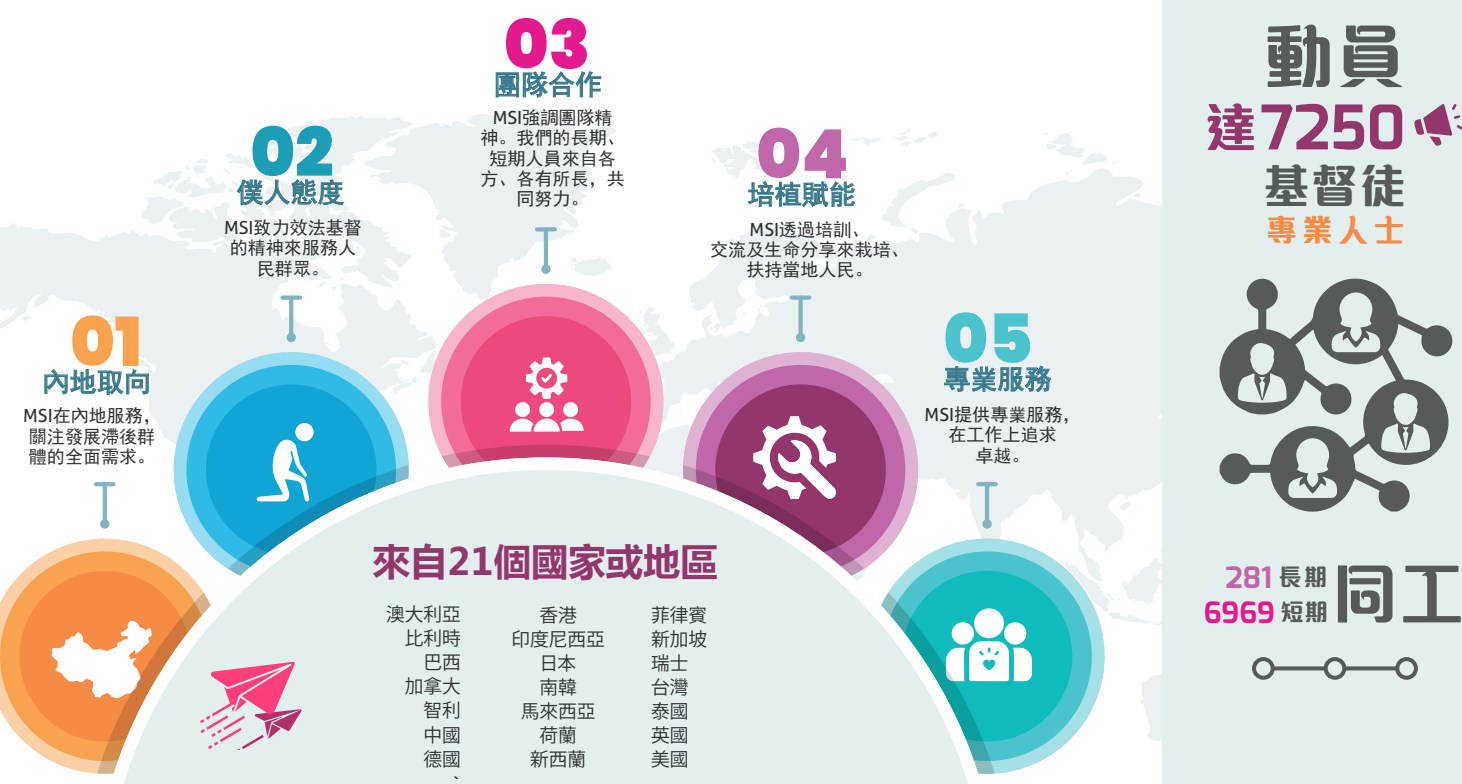 01
內地取向
MSI在內地服務，
關注發展滯後群
體的全面需求。
02
僕人態度
MSI致力效法基督
的精神來服務人
民群眾。
03
團隊合作
MSI強調團隊精
神。我們的長期、
短期人員來自各
方、各有所長，共
同努力。
04
培植賦能
MSI透過培訓、
交流及生命分享來栽培、
扶持當地人民。
05
專業服務
MSI提供專業服務，
在工作上追求
卓越。
來自21個國家或地區
澳大利亞
比利時
巴西
加拿大
智利
中國
德國
香港
印度尼西亞
日本
南韓
馬來西亞
荷蘭
新西蘭
菲律賓
新加坡
瑞士
台灣
泰國
英國
美國
動員
達7250
基督徒
專業人士
281 長期
6969 短期
同工